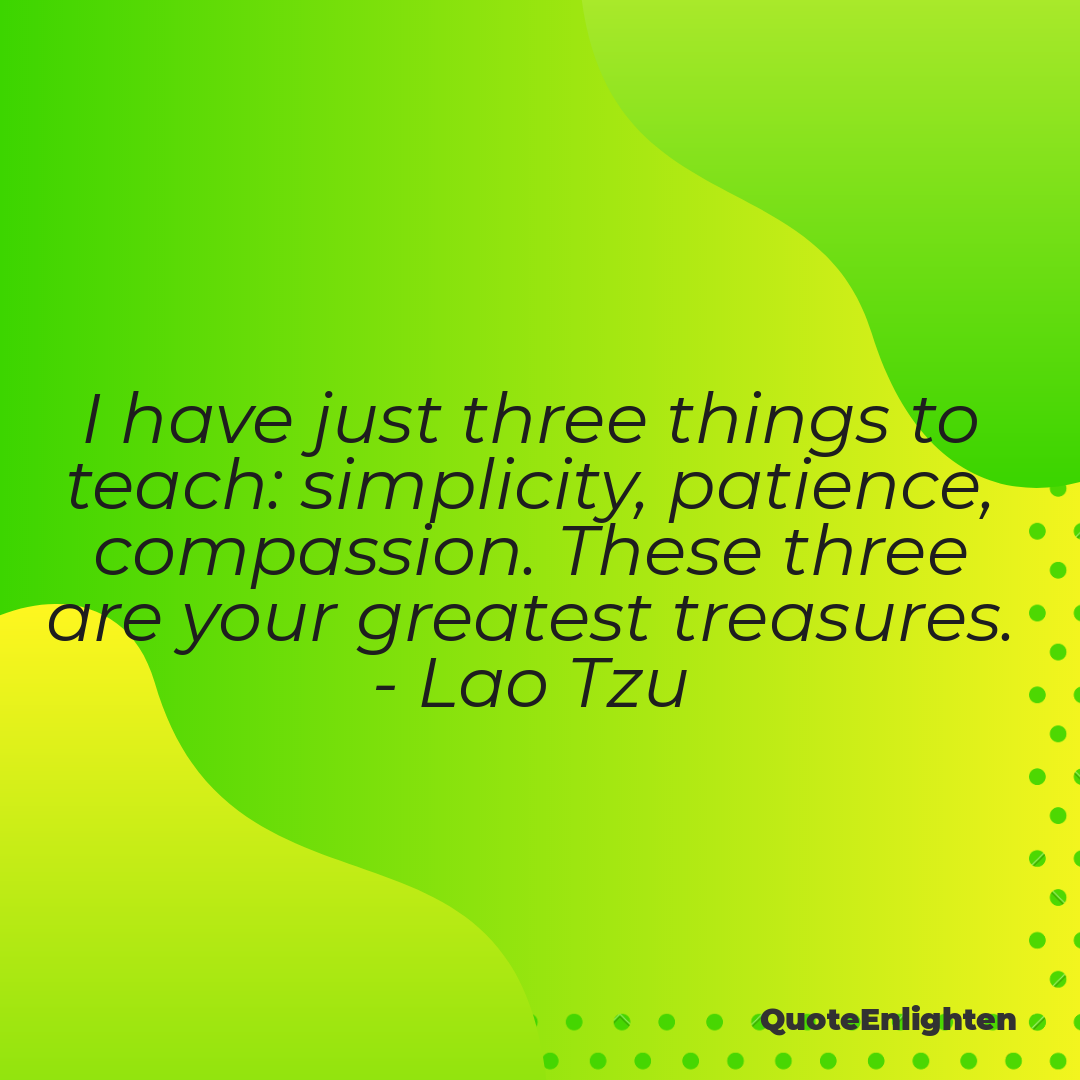 I have just three things to
teach: simplicity, patience,
compassion. These three
are your greatest treasures.
- Lao Tzu
QuoteEnlighten